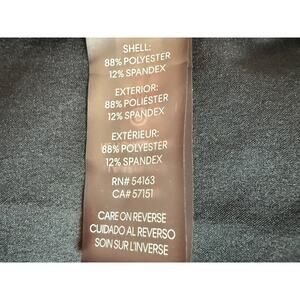 SHELL:
88% POLYESTER
12% SPANDEX
EXTERIOR:
88% POLIÉSTER
12% SPANDEX
EXTÉRIEUR:
88% POLYESTER
12% SPANDEX
RN# 54163
CA# 57151
CARE ON REVERSE
CUIDADO AL REVERSO
SOIN SUR L'INVERSE